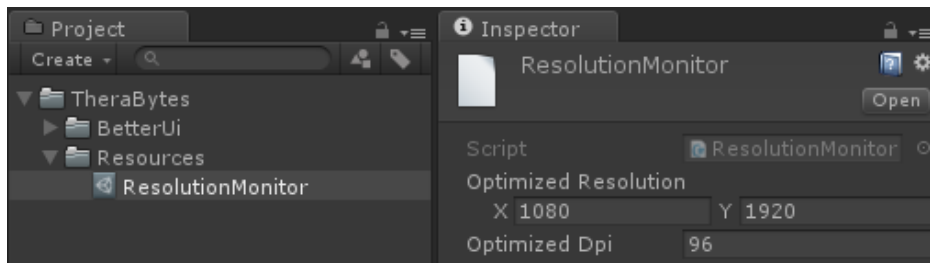 Project
Create
TheraBytes
BetterUi
Resources
ResolutionMonitor
Inspector
ResolutionMonitor
Open
Script ResolutionMonitor
Optimized Resolution
X 1080 Y 1920
Optimized Dpi 96